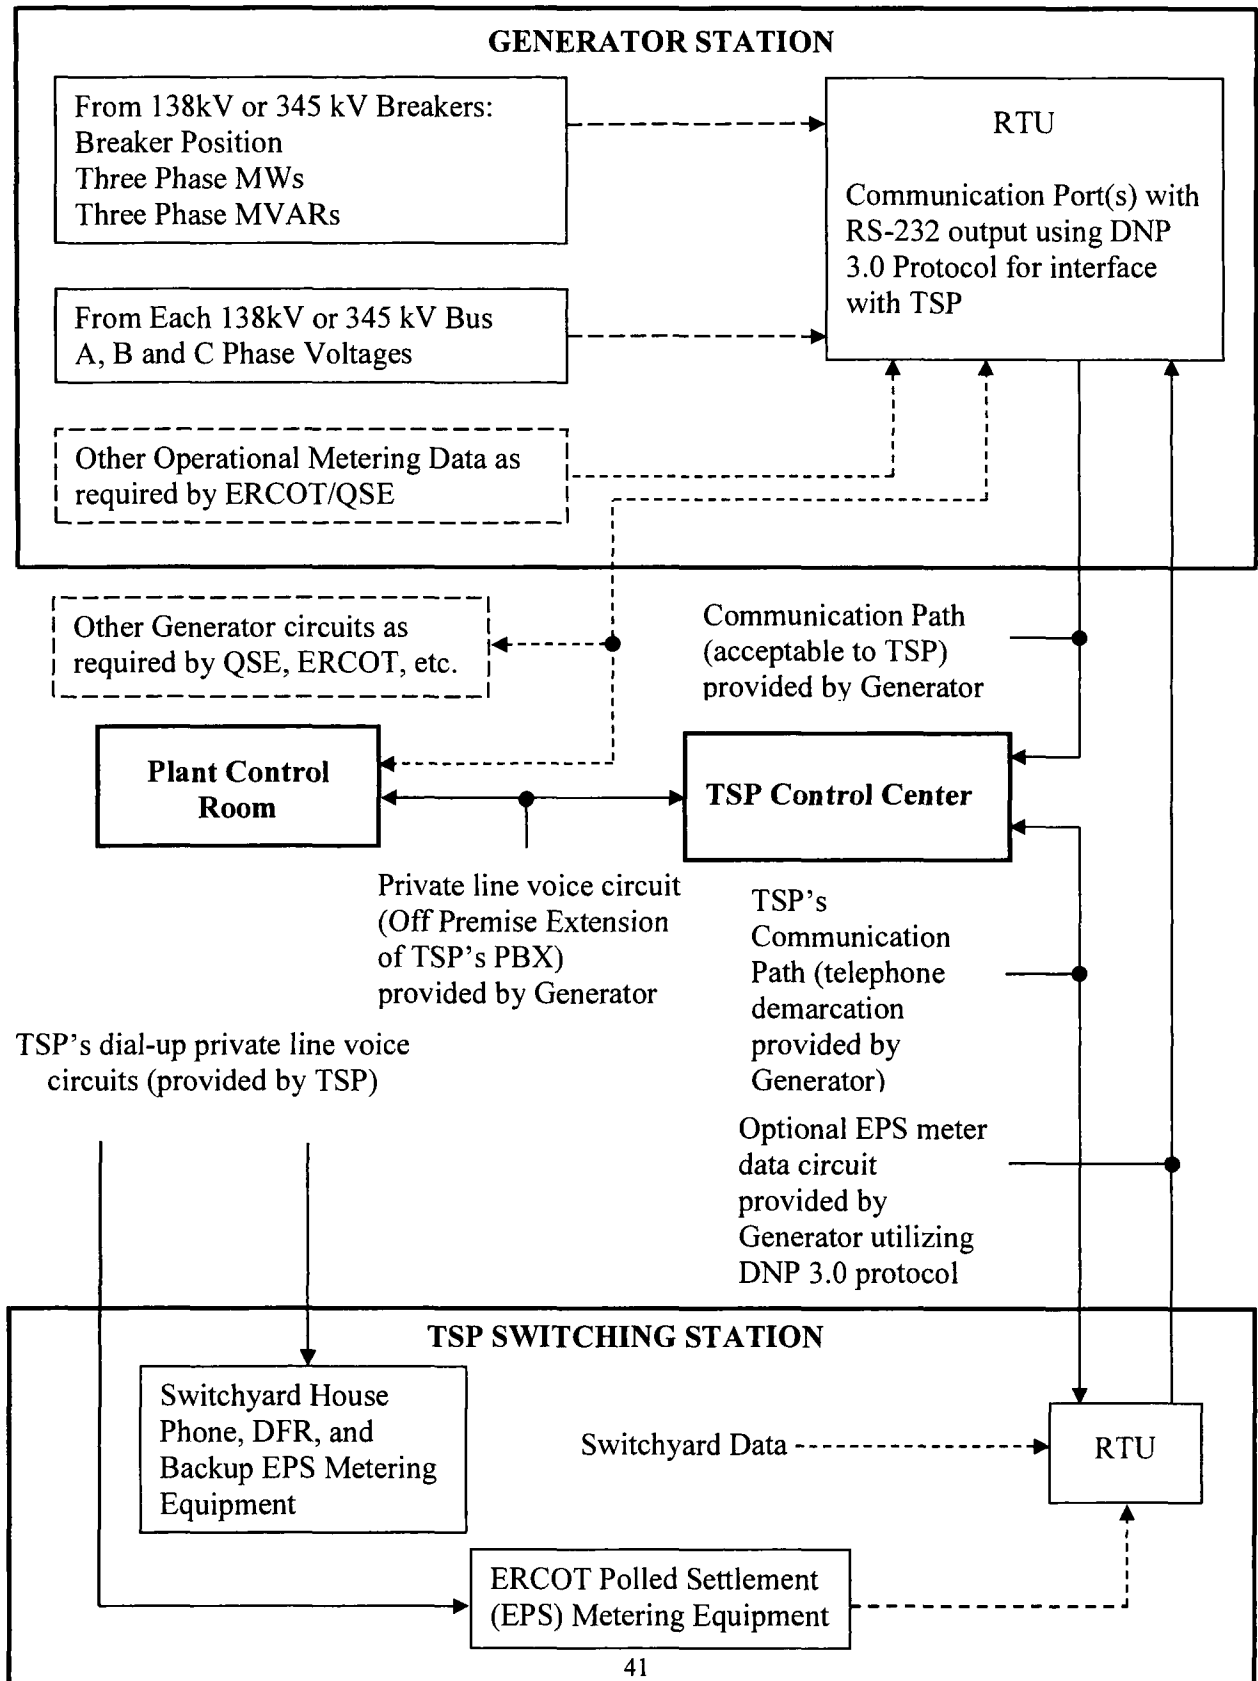 GENERATOR STATION
From 138kV or 345 kV Breakers:
Breaker Position
Three Phase MWs
Three Phase MVARs
RTU
Communication Port(s) with
RS-232 output using DNP
3.0 Protocol for interface
with TSP
From Each 138kV or 345 kV Bus
A, B and C Phase Voltages
Other Operational Metering Data as
required by ERCOT/QSE
Other Generator circuits as
required by QSE, ERCOT, etc.
Communication Path
(acceptable to TSP)
provided by Generator
Plant Control
Room
TSP Control Center
Private line voice circuit
(Off Premise Extension
of TSP's PBX)
provided by Generator
TSP's
Communication
Path (telephone
demarcation
provided by
Generator)
TSP's dial-up private line voice
circuits (provided by TSP)
Optional EPS meter
data circuit
provided by
Generator utilizing
DNP 3.0 protocol
TSP SWITCHING STATION
Switchyard House
Phone, DFR, and
Backup EPS Metering
Equipment
Switchyard Data
RTU
ERCOT Polled Settlement
(EPS) Metering Equipment
41